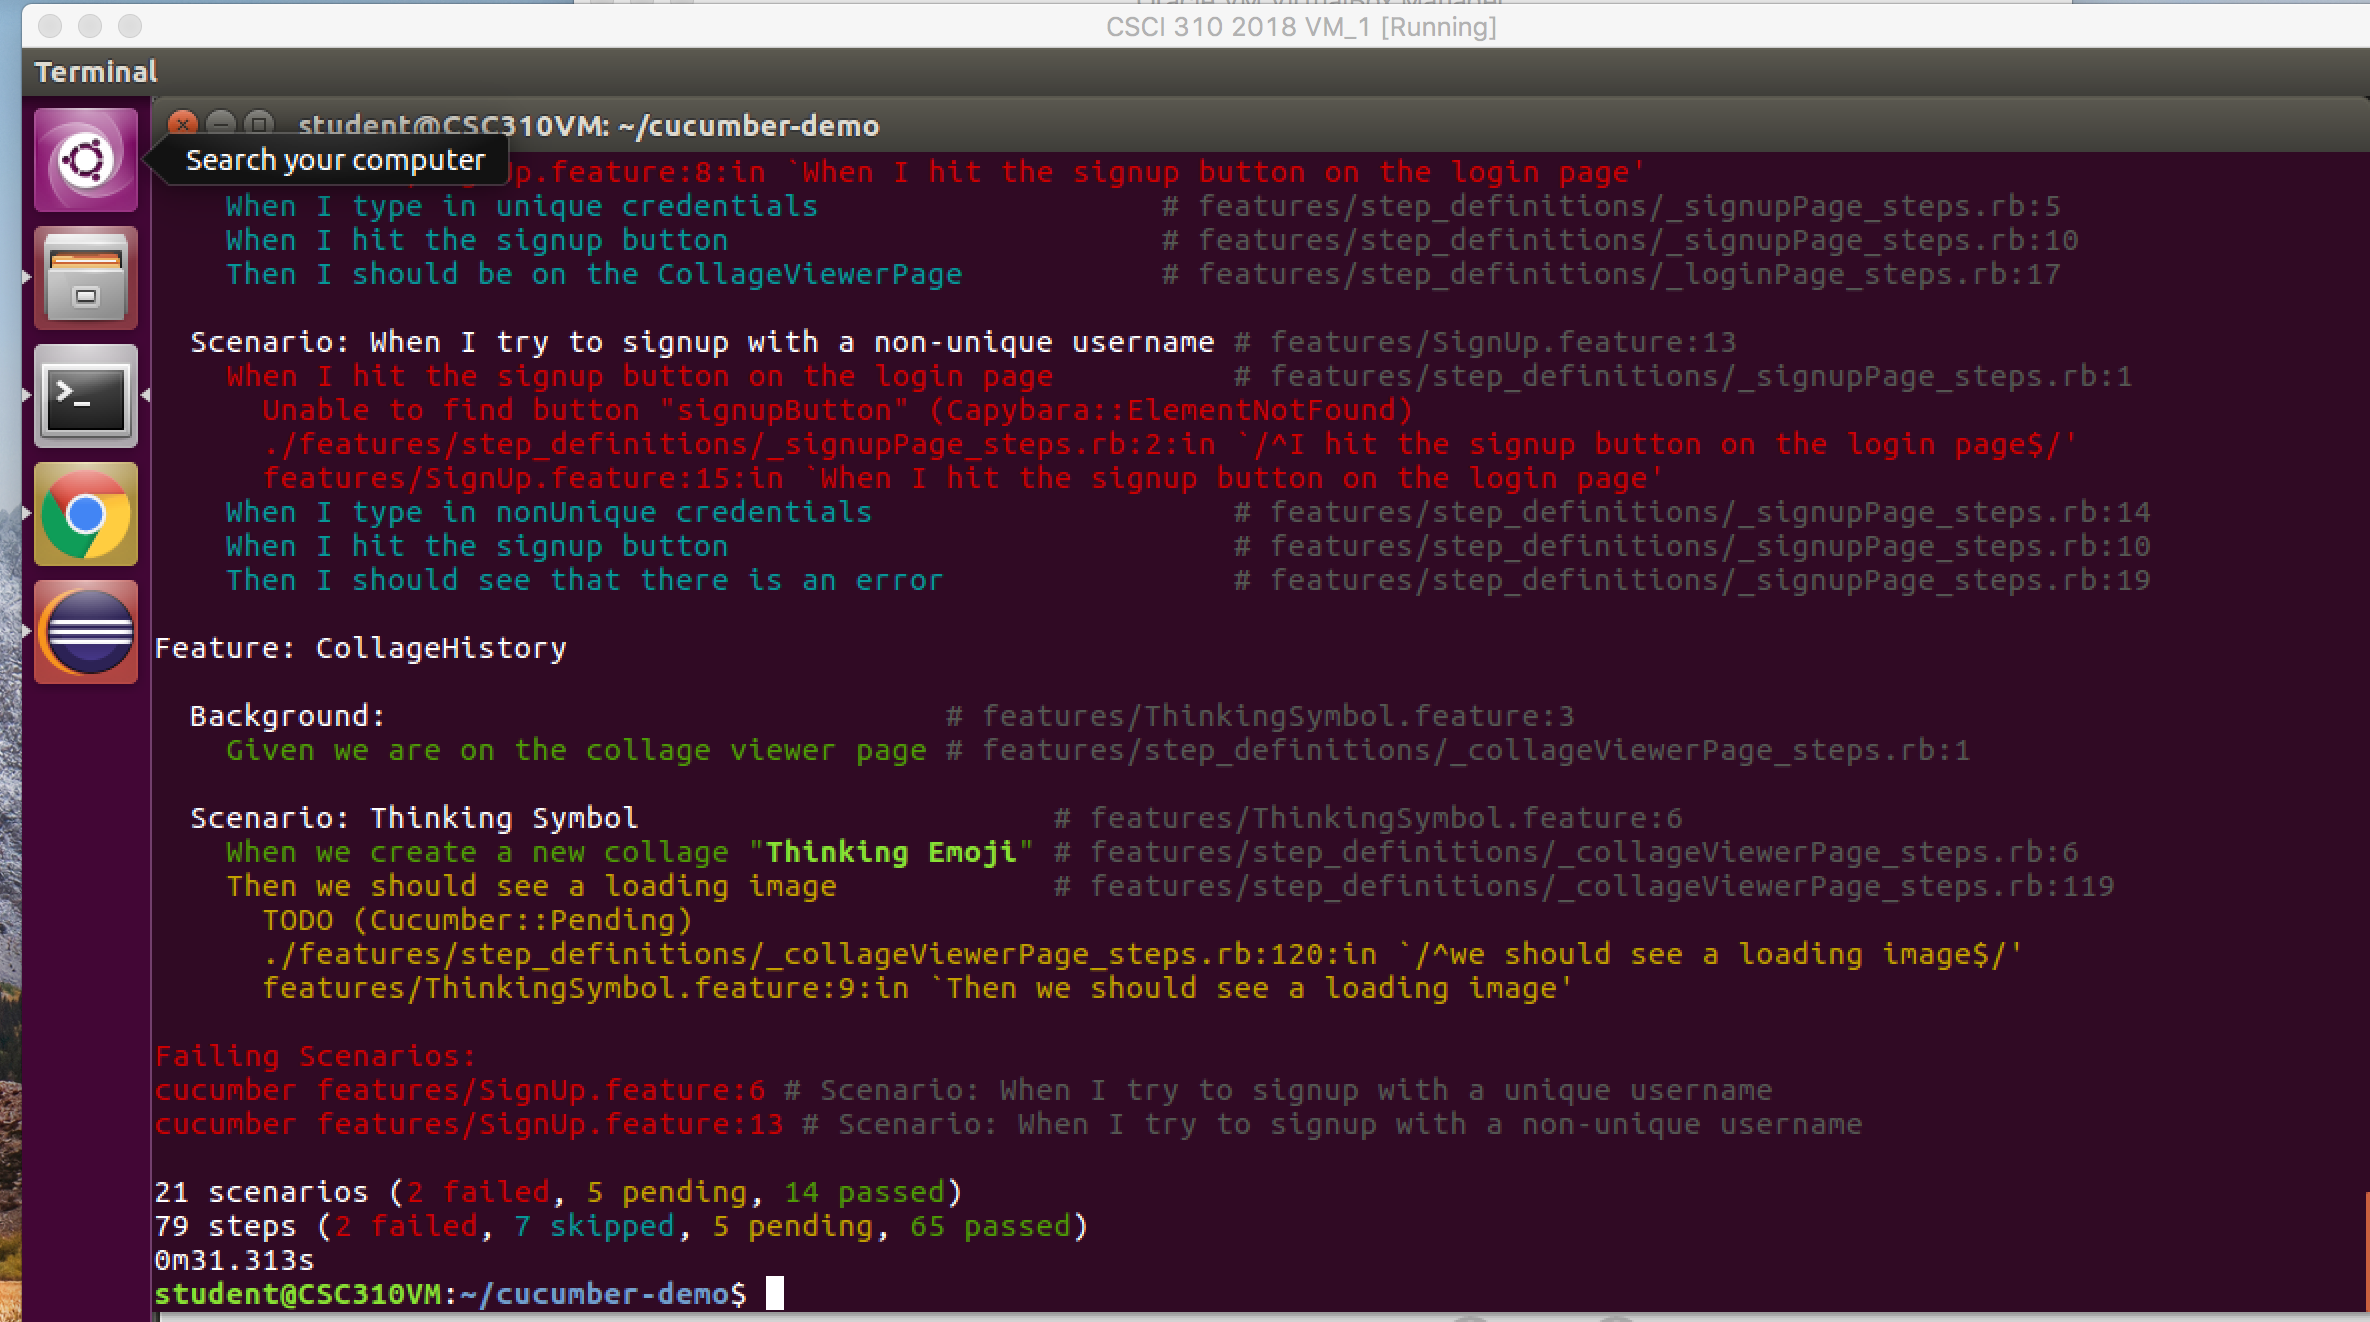 CSCI 310 2018 VM_1 [Running]
Terminal
student@CSC310VM: ~/cucumber-demo
Search your computer
p.feature:8:in `When I hit the signup button on the login page'
When I type in unique credentials # features/step_definitions/_signupPage_steps.rb:5
When I hit the signup button # features/step_definitions/_signupPage_steps.rb:10
Then I should be on the CollageViewerPage # features/step_definitions/_loginPage_steps.rb:17
Scenario: When I try to signup with a non-unique username # features/SignUp.feature:13
When I hit the signup button on the login page # features/step_definitions/_signupPage_steps.rb:1
Unable to find button "signupButton" (Capybara::ElementNotFound)
./features/step_definitions/_signupPage_steps.rb:2:in `/^I hit the signup button on the login page$/'
features/SignUp.feature:15:in `When I hit the signup button on the login page'
When I type in nonUnique credentials # features/step_definitions/_signupPage_steps.rb:14
When I hit the signup button # features/step_definitions/_signupPage_steps.rb:10
Then I should see that there is an error # features/step_definitions/_signupPage_steps.rb:19
Feature: CollageHistory
Background: # features/ThinkingSymbol.feature:3
Given we are on the collage viewer page # features/step_definitions/_collageViewerPage_steps.rb:1
Scenario: Thinking Symbol # features/ThinkingSymbol.feature:6
When we create a new collage "Thinking Emoji" # features/step_definitions/_collageViewerPage_steps.rb:6
Then we should see a loading image # features/step_definitions/_collageViewerPage_steps.rb:119
TODO (Cucumber::Pending)
./features/step_definitions/_collageViewerPage_steps.rb:120:in `/^we should see a loading image$/'
features/ThinkingSymbol.feature:9:in `Then we should see a loading image'
Failing Scenarios:
cucumber features/SignUp.feature:6 # Scenario: When I try to signup with a unique username
cucumber features/SignUp.feature:13 # Scenario: When I try to signup with a non-unique username
21 scenarios (2 failed, 5 pending, 14 passed)
79 steps (2 failed, 7 skipped, 5 pending, 65 passed)
0m31.313s
student@CSC310VM:~/cucumber-demo$